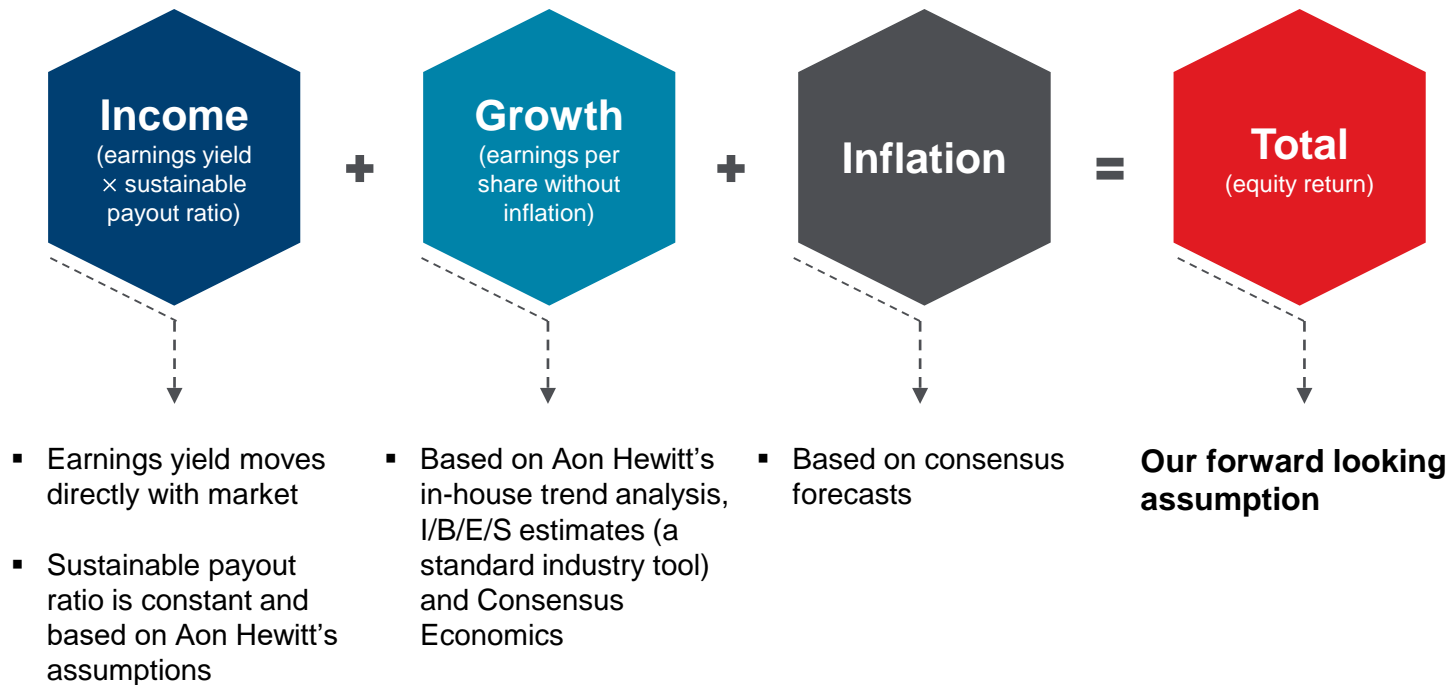 Income
(earnings yield
× sustainable
payout ratio)
+
Growth
(earnings per
share without
inflation)
+
Inflation
=
Total
(equity return)
▪ Earnings yield moves
directly with market
▪ Sustainable payout
ratio is constant and
based on Aon Hewitt’s
assumptions
▪ Based on Aon Hewitt’s
in-house trend analysis,
I/B/E/S estimates (a
standard industry tool)
and Consensus
Economics
▪ Based on consensus
forecasts
Our forward looking
assumption